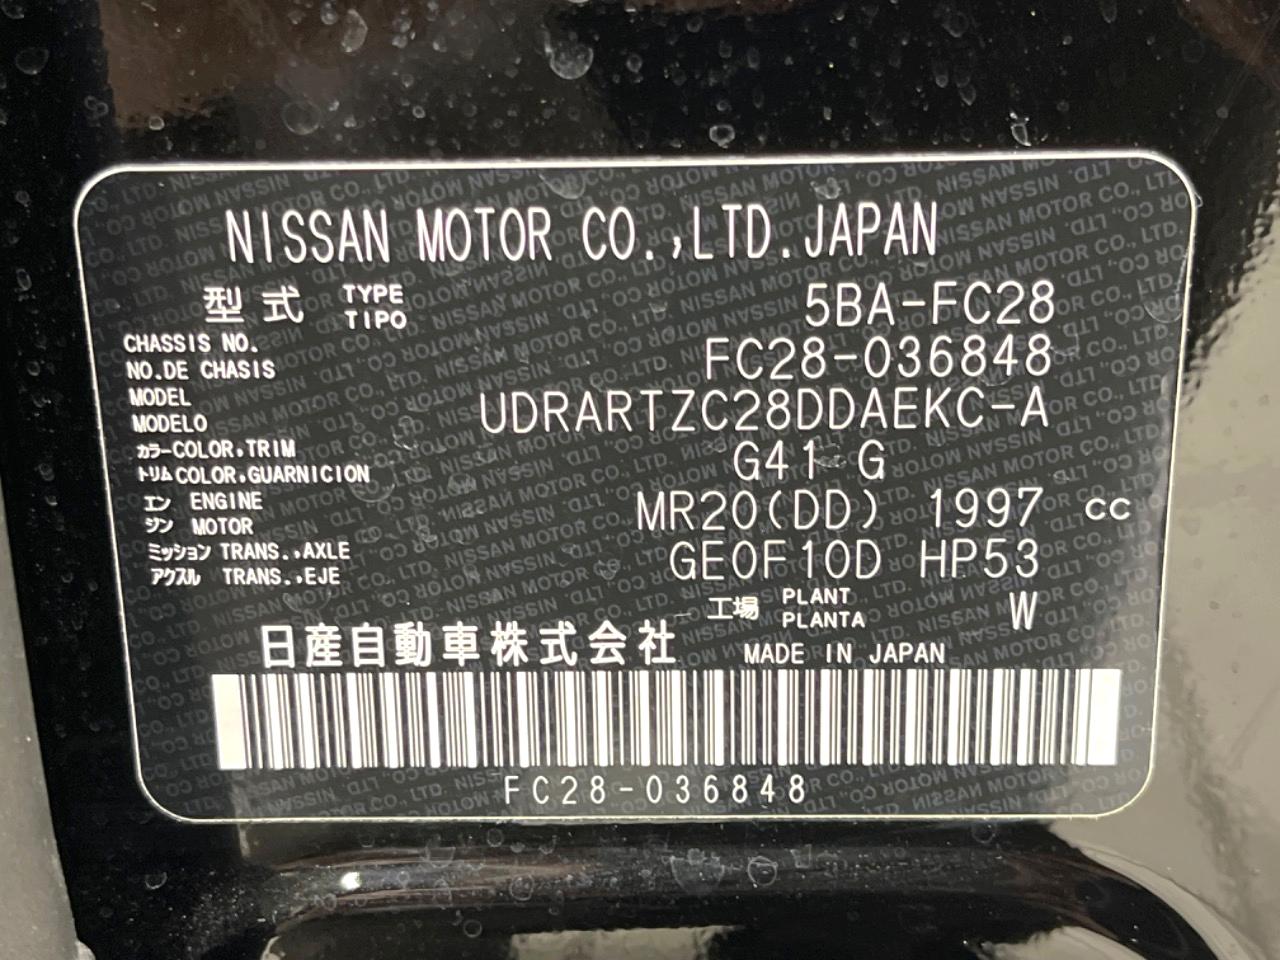 NISSAN MOTOR CO.,LTD.JAPAN
型式 TYPE TIPO 5BA-FC28
CHASSIS NO. NO.DE CHASIS FC28-036848
MODEL MODELO UDRARTZC28DDAEKC-A
カラー COLOR,TRIM G41 G
トリム COLOR,GUARNICION
エン ENGINE MR20(DD) 1997 cc
ジン MOTOR
ミッション TRANS.,AXLE GE0F10D HP53
アクスル TRANS.,EJE
工場 PLANT PLANTA W
日産自動車株式会社 MADE IN JAPAN
FC28-036848